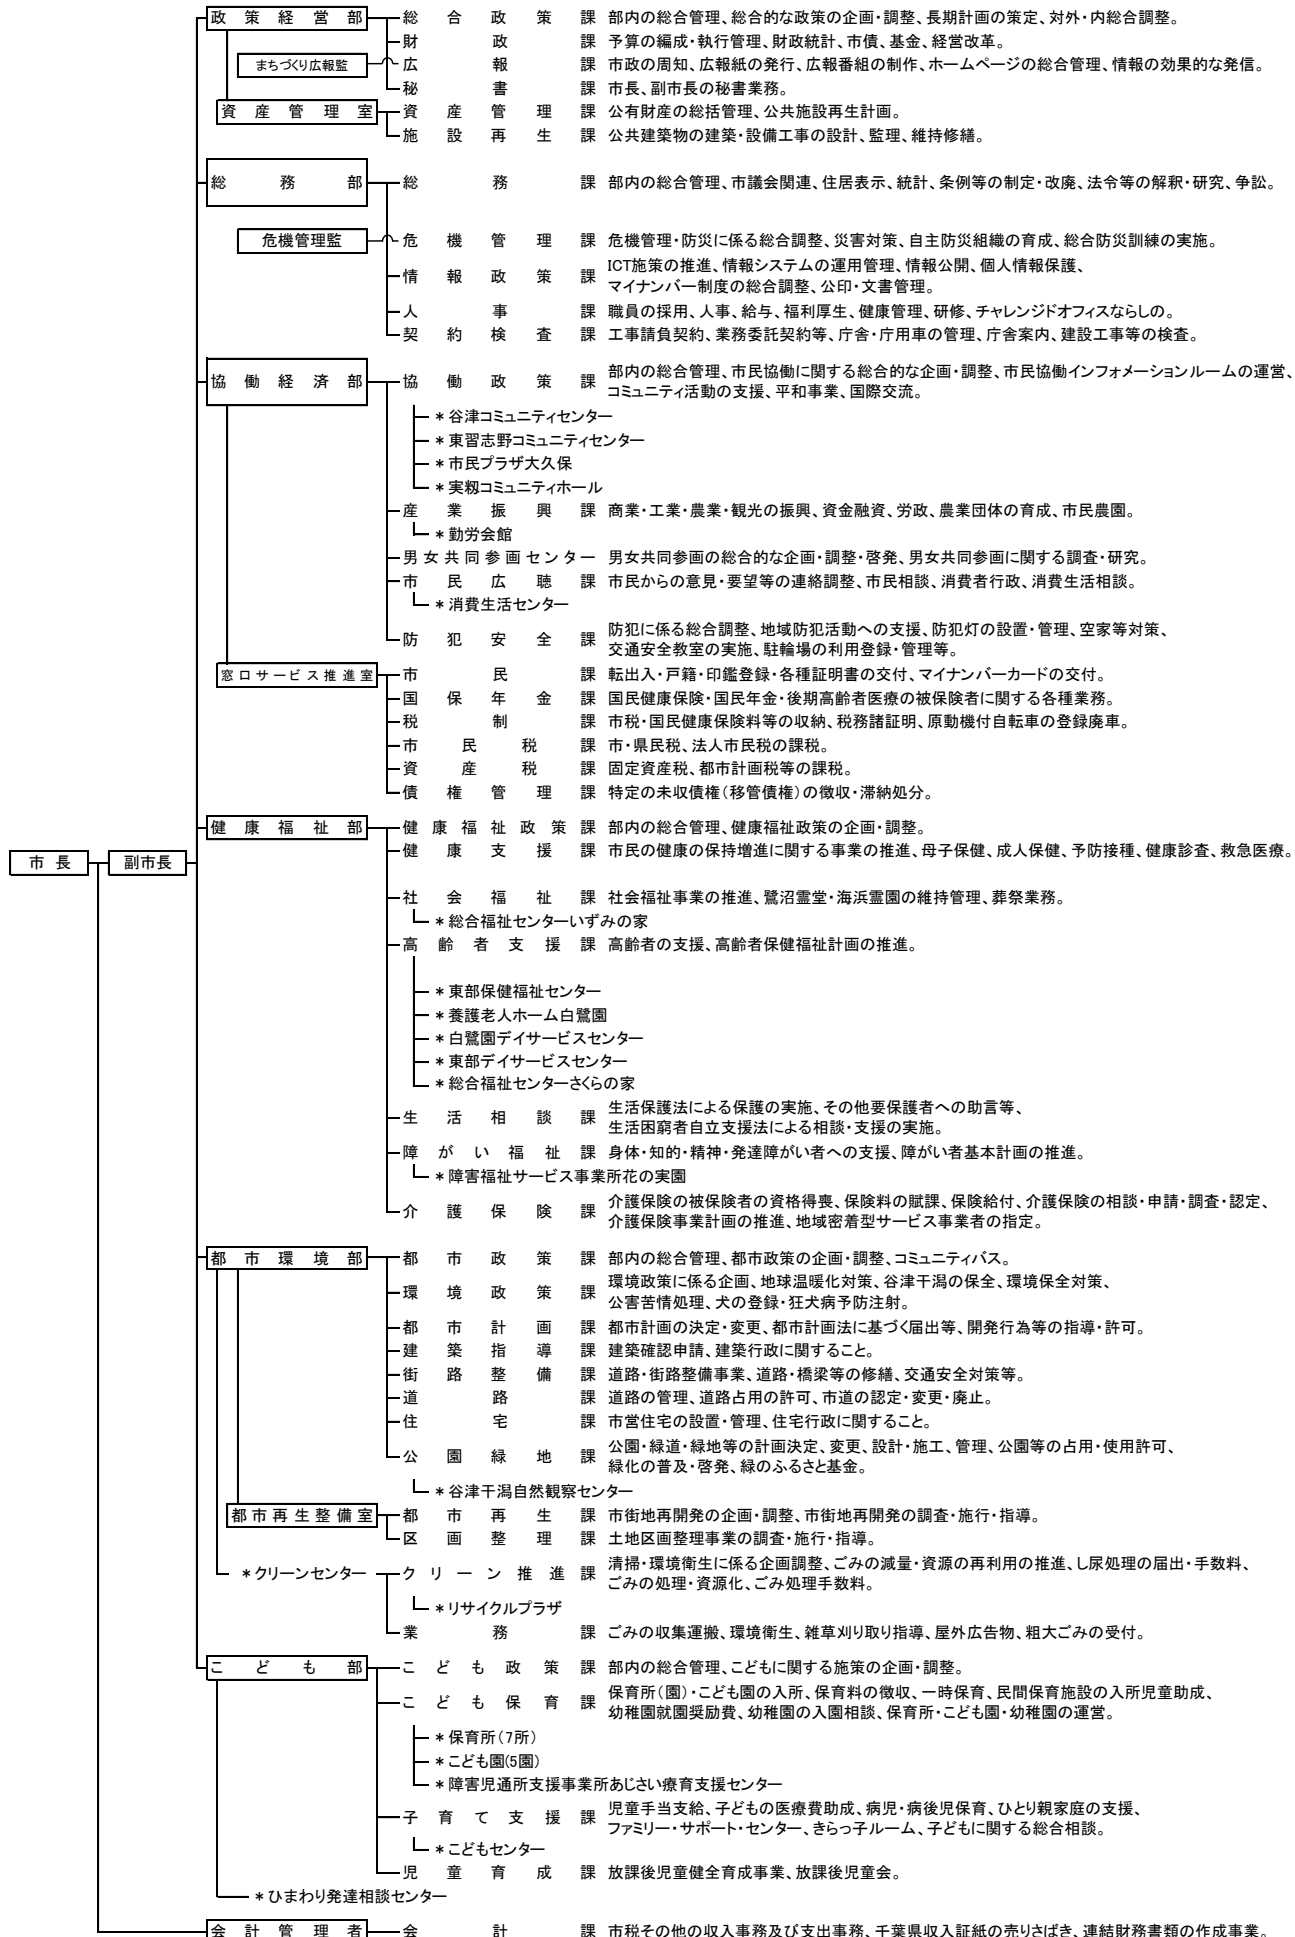 政策経営部 総合政策課 部内の総合管理、総合的な政策の企画・調整、長期計画の策定、対外・内総合調整。
財政課 予算の編成・執行管理、財政統計、市債、基金、経営改革。
まちづくり広報監 広報課 市政の周知、広報紙の発行、広報番組の制作、ホームページの総合管理、情報の効果的な発信。
秘書課 市長、副市長の秘書業務。
資産管理室 資産管理課 公有財産の総括管理、公共施設再生計画。
施設再生課 公共建築物の建築・設備工事の設計、監理、維持修繕。
総務部 総務課 部内の総合管理、市議会関連、住居表示、統計、条例等の制定・改廃、法令等の解釈・研究、争訟。
危機管理監 危機管理課 危機管理・防災に係る総合調整、災害対策、自主防災組織の育成、総合防災訓練の実施。
情報政策課 ICT施策の推進、情報システムの運用管理、情報公開、個人情報保護、
マイナンバー制度の総合調整、公印・文書管理。
人事課 職員の採用、人事、給与、福利厚生、健康管理、研修、チャレンジドオフィスならしの。
契約検査課 工事請負契約、業務委託契約等、庁舎・庁用車の管理、庁舎案内、建設工事等の検査。
協働経済部 協働政策課 部内の総合管理、市民協働に関する総合的な企画・調整、市民協働インフォメーションルームの運営、
コミュニティ活動の支援、平和事業、国際交流。
＊谷津コミュニティセンター
＊東習志野コミュニティセンター
＊市民プラザ大久保
＊実籾コミュニティホール
産業振興課 商業・工業・農業・観光の振興、資金融資、労政、農業団体の育成、市民農園。
＊勤労会館
男女共同参画センター 男女共同参画の総合的な企画・調整・啓発、男女共同参画に関する調査・研究。
市民広聴課 市民からの意見・要望等の連絡調整、市民相談、消費者行政、消費生活相談。
＊消費生活センター
防犯安全課 防犯に係る総合調整、地域防犯活動への支援、防犯灯の設置・管理、空家等対策、
交通安全教室の実施、駐輪場の利用登録・管理等。
窓口サービス推進室 市民課 転出入・戸籍・印鑑登録・各種証明書の交付、マイナンバーカードの交付。
国保年金課 国民健康保険・国民年金・後期高齢者医療の被保険者に関する各種業務。
税制課 市税・国民健康保険料等の収納、税務諸証明、原動機付自転車の登録廃車。
市民税課 市・県民税、法人市民税の課税。
資産税課 固定資産税、都市計画税等の課税。
債権管理課 特定の未収債権（移管債権）の徴収・滞納処分。
健康福祉部 健康福祉政策課 部内の総合管理、健康福祉政策の企画・調整。
市長 副市長 健康支援課 市民の健康の保持増進に関する事業の推進、母子保健、成人保健、予防接種、健康診査、救急医療。
社会福祉課 社会福祉事業の推進、鷺沼霊堂・海浜霊園の維持管理、葬祭業務。
＊総合福祉センターいずみの家
高齢者支援課 高齢者の支援、高齢者保健福祉計画の推進。
＊東部保健福祉センター
＊養護老人ホーム白鷺園
＊白鷺園デイサービスセンター
＊東部デイサービスセンター
＊総合福祉センターさくらの家
生活相談課 生活保護法による保護の実施、その他要保護者への助言等、
生活困窮者自立支援法による相談・支援の実施。
障がい福祉課 身体・知的・精神・発達障がい者への支援、障がい者基本計画の推進。
＊障害福祉サービス事業所花の実園
介護保険課 介護保険の被保険者の資格得喪、保険料の賦課、保険給付、介護保険の相談・申請・調査・認定、
介護保険事業計画の推進、地域密着型サービス事業者の指定。
都市環境部 都市政策課 部内の総合管理、都市政策の企画・調整、コミュニティバス。
環境政策課 環境政策に係る企画、地球温暖化対策、谷津干潟の保全、環境保全対策、
公害苦情処理、犬の登録・狂犬病予防注射。
都市計画課 都市計画の決定・変更、都市計画法に基づく届出等、開発行為等の指導・許可。
建築指導課 建築確認申請、建築行政に関すること。
街路整備課 道路・街路整備事業、道路・橋梁等の修繕、交通安全対策等。
道路課 道路の管理、道路占用の許可、市道の認定・変更・廃止。
住宅課 市営住宅の設置・管理、住宅行政に関すること。
公園緑地課 公園・緑道・緑地等の計画決定、変更、設計・施工、管理、公園等の占用・使用許可、
緑化の普及・啓発、緑のふるさと基金。
＊谷津干潟自然観察センター
都市再生整備室 都市再生課 市街地再開発の企画・調整、市街地再開発の調査・施行・指導。
区画整理課 土地区画整理事業の調査・施行・指導。
＊クリーンセンター クリーン推進課 清掃・環境衛生に係る企画調整、ごみの減量・資源の再利用の推進、し尿処理の届出・手数料、
ごみの処理・資源化、ごみ処理手数料。
＊リサイクルプラザ
業務課 ごみの収集運搬、環境衛生、雑草刈り取り指導、屋外広告物、粗大ごみの受付。
こども部 こども政策課 部内の総合管理、こどもに関する施策の企画・調整。
こども保育課 保育所（園）・こども園の入所、保育料の徴収、一時保育、民間保育施設の入所児童助成、
幼稚園就園奨励費、幼稚園の入園相談、保育所・こども園・幼稚園の運営。
＊保育所（7所）
＊こども園(5園)
＊障害児通所支援事業所あじさい療育支援センター
子育て支援課 児童手当支給、子どもの医療費助成、病児・病後児保育、ひとり親家庭の支援、
ファミリー・サポート・センター、きらっ子ルーム、子どもに関する総合相談。
＊こどもセンター
児童育成課 放課後児童健全育成事業、放課後児童会。
＊ひまわり発達相談センター
会計管理者 会計課 市税その他の収入事務及び支出事務、千葉県収入証紙の売りさばき、連結財務書類の作成事業。